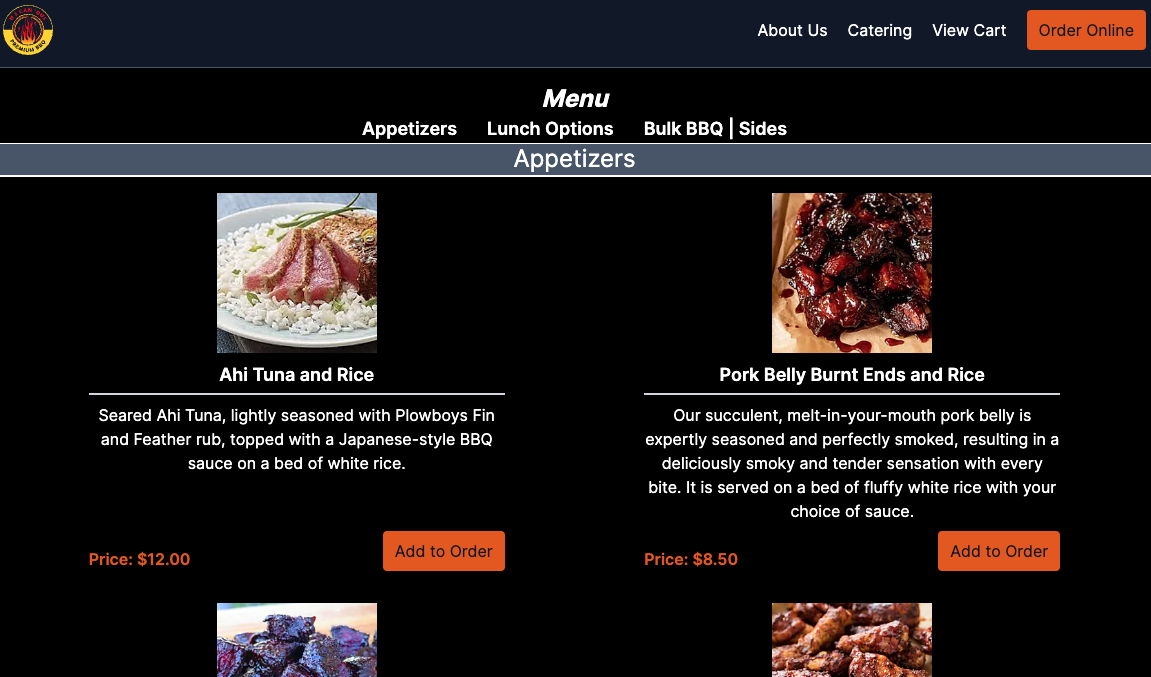 PREMIUM BBQ
About Us Catering View Cart Order Online
Menu
Appetizers Lunch Options Bulk BBQ | Sides
Appetizers
Ahi Tuna and Rice
Seared Ahi Tuna, lightly seasoned with Plowboys Fin
and Feather rub, topped with a Japanese-style BBQ
sauce on a bed of white rice.
Price: $12.00
Add to Order
Pork Belly Burnt Ends and Rice
Our succulent, melt-in-your-mouth pork belly is
expertly seasoned and perfectly smoked, resulting in a
deliciously smoky and tender sensation with every
bite. It is served on a bed of fluffy white rice with your
choice of sauce.
Price: $8.50
Add to Order